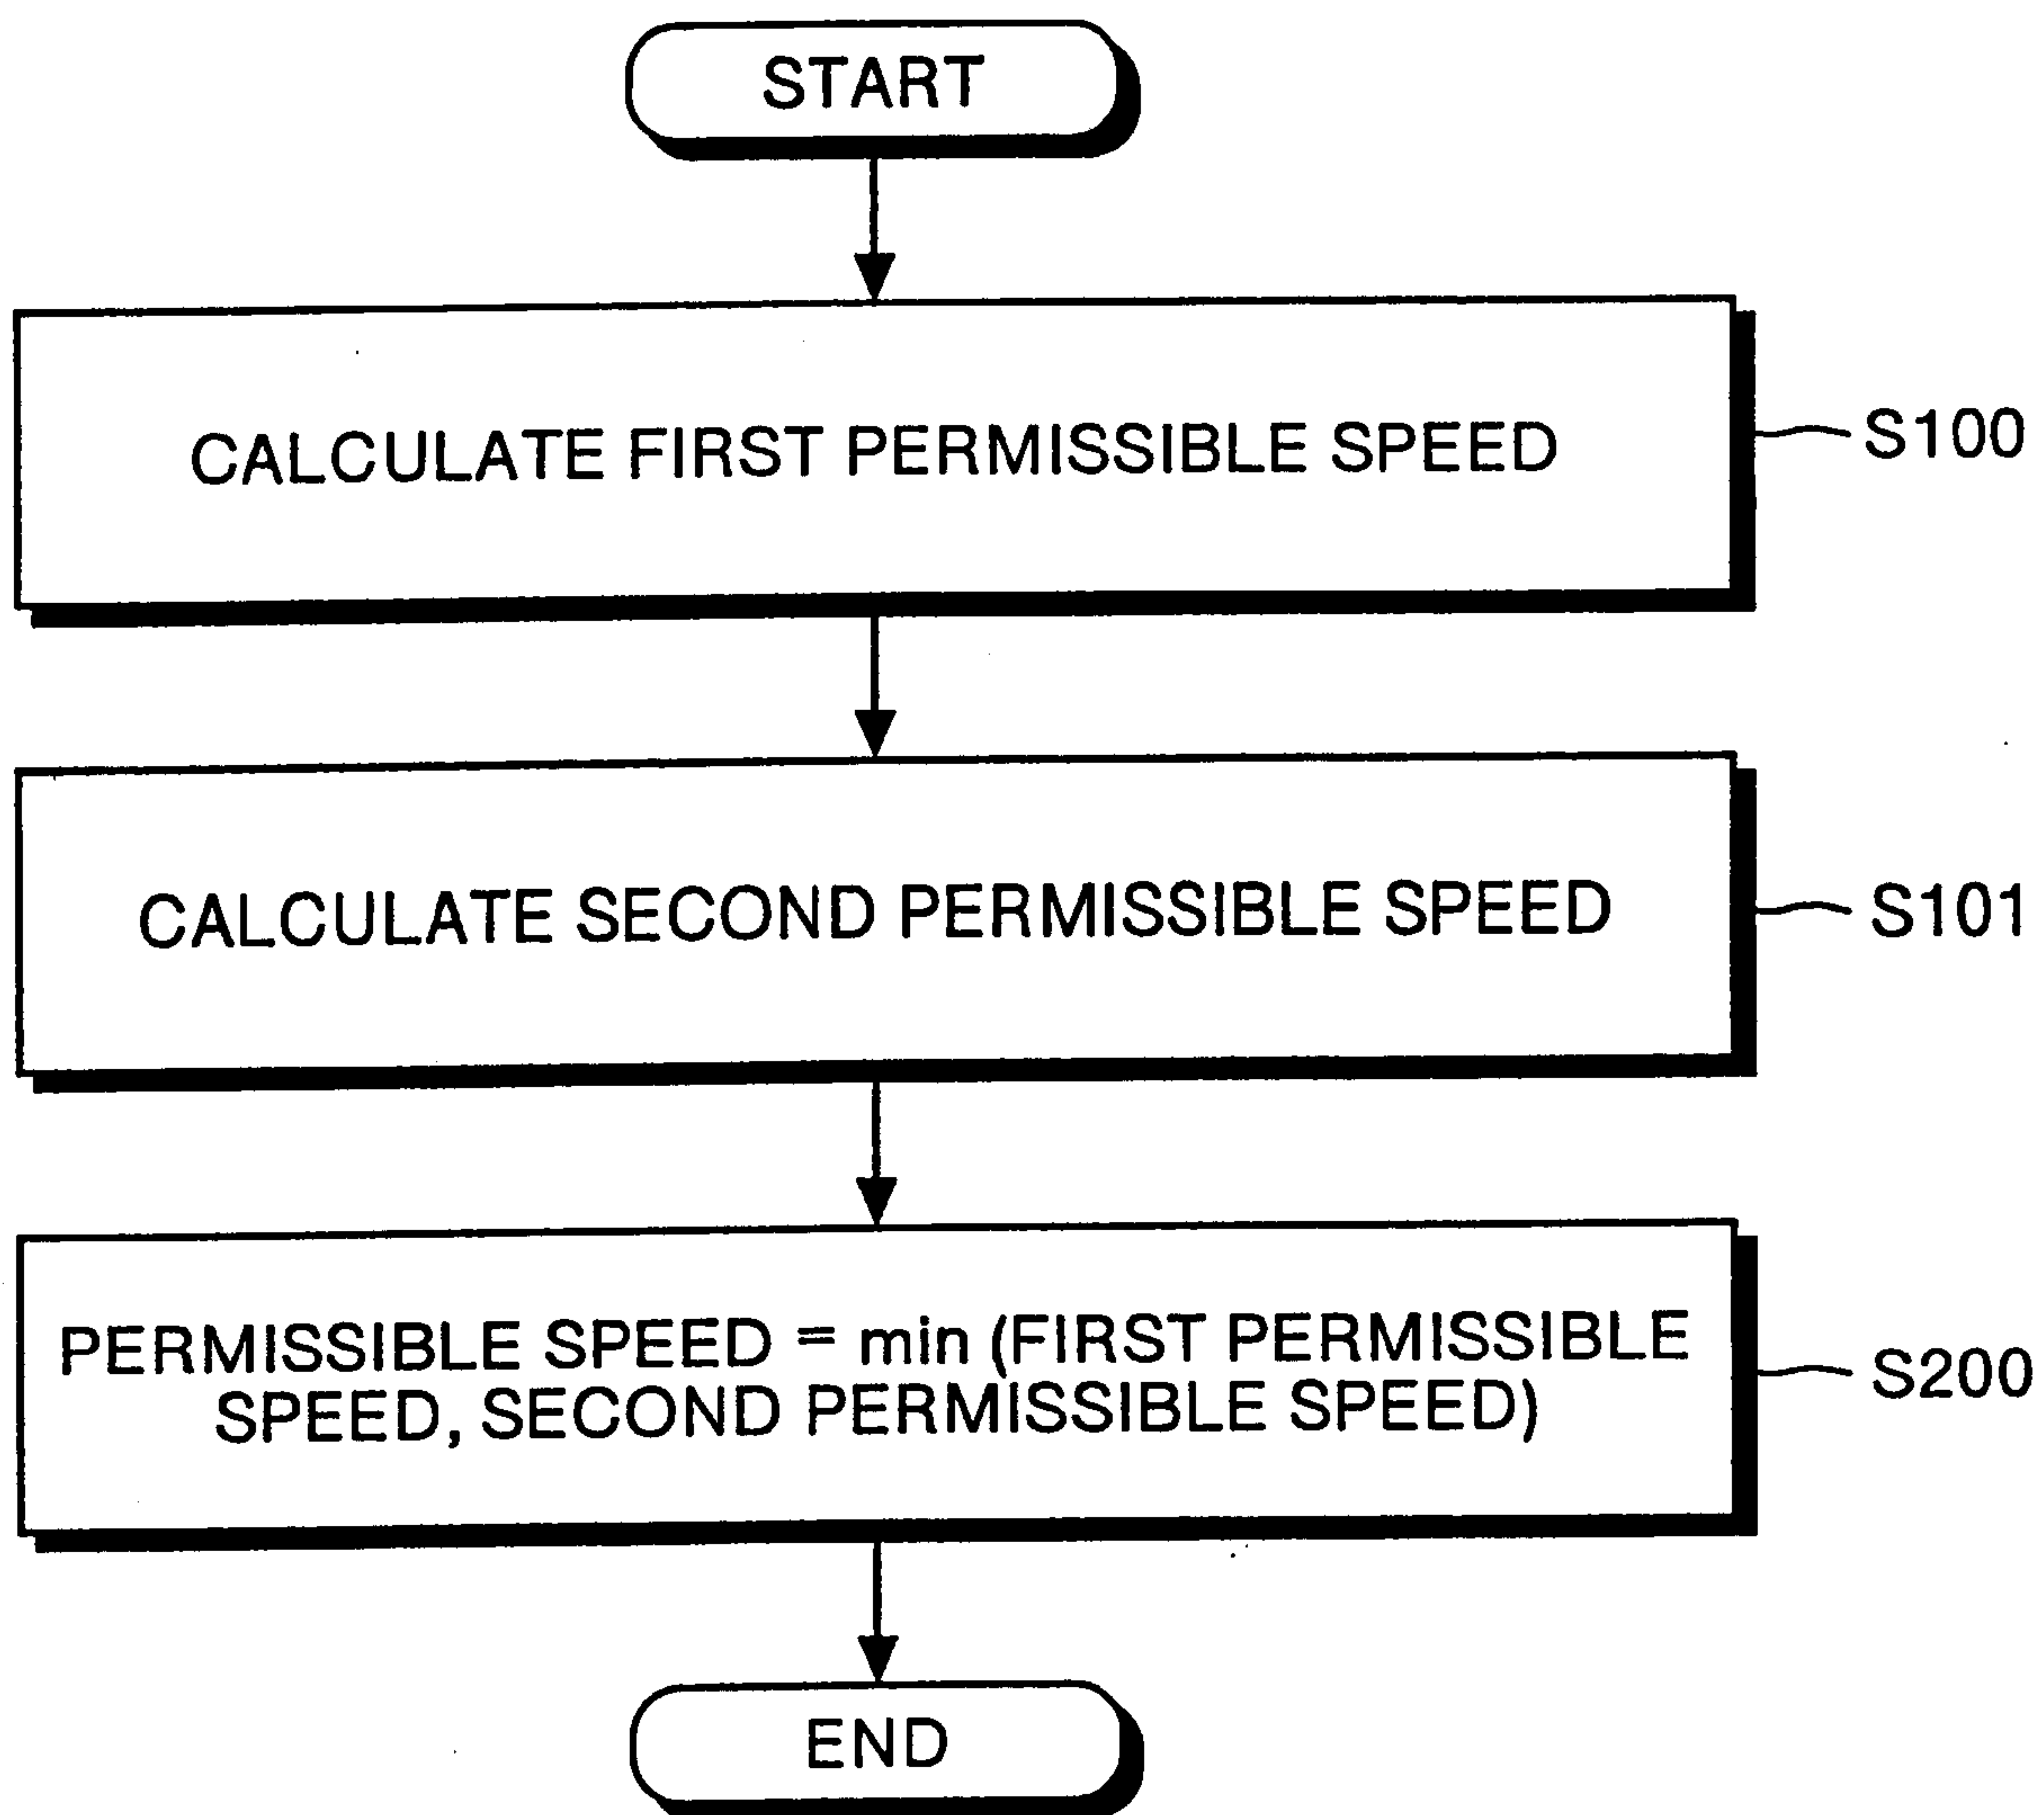 START
CALCULATE FIRST PERMISSIBLE SPEED
S100
CALCULATE SECOND PERMISSIBLE SPEED
S101
PERMISSIBLE SPEED = min (FIRST PERMISSIBLE
SPEED, SECOND PERMISSIBLE SPEED)
S200
END